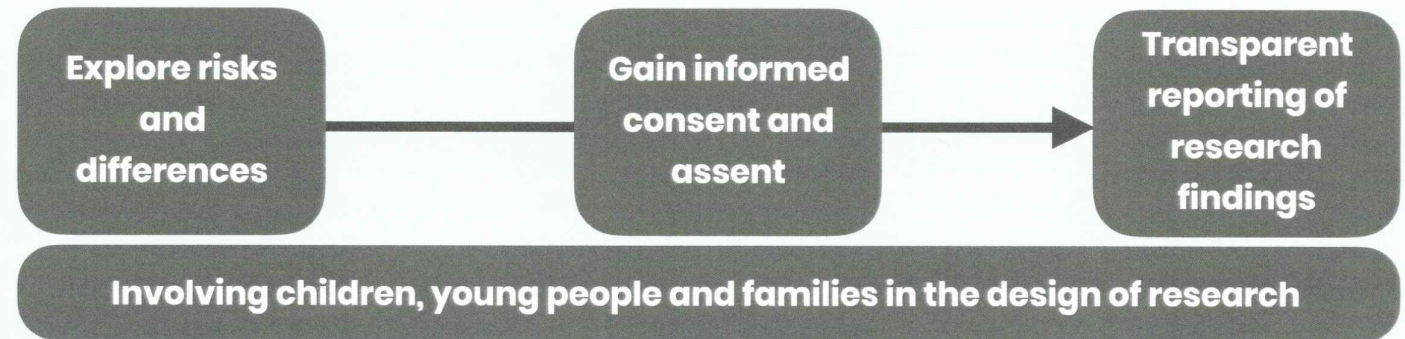 Explore risks
and
differences
Gain informed
consent and
assent
Transparent
reporting of
research
findings
Involving children, young people and families in the design of research